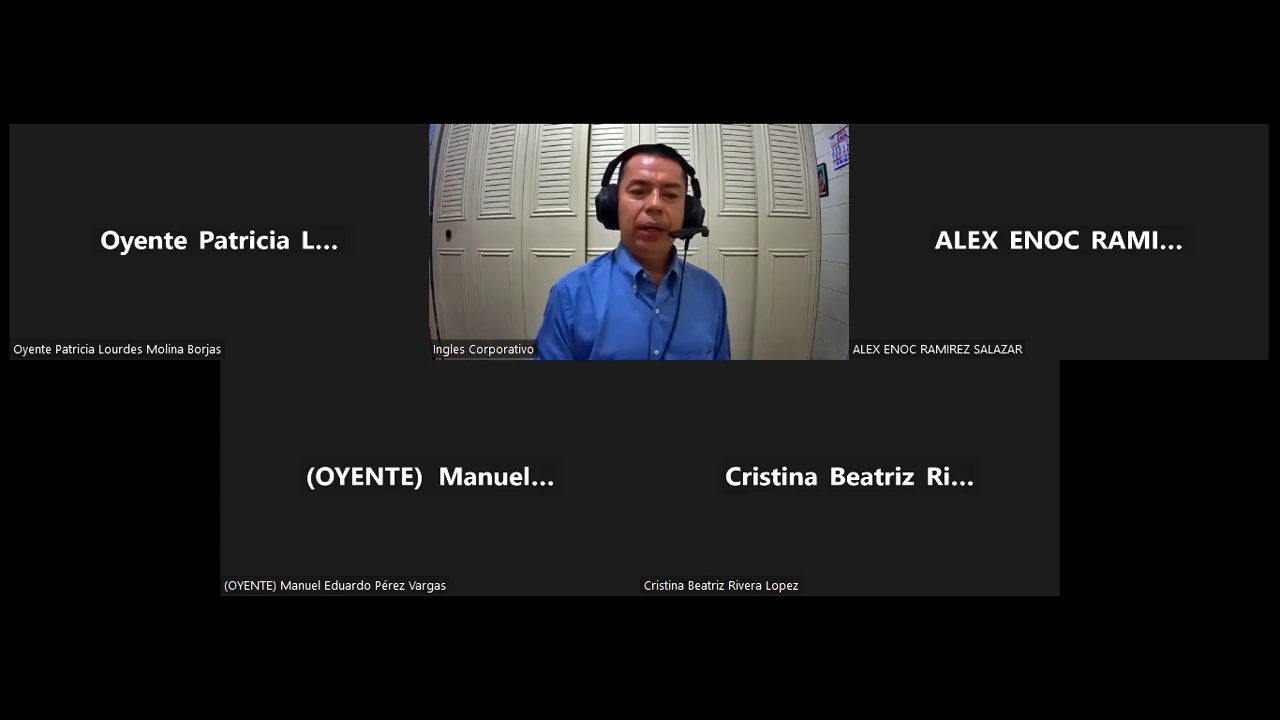 Oyente Patricia L...
Oyente Patricia Lourdes Molina Borjas
Ingles Corporativo
ALEX ENOC RAMI...
ALEX ENOC RAMIREZ SALAZAR
(OYENTE) Manuel...
(OYENTE) Manuel Eduardo Pérez Vargas
Cristina Beatriz Ri...
Cristina Beatriz Rivera Lopez